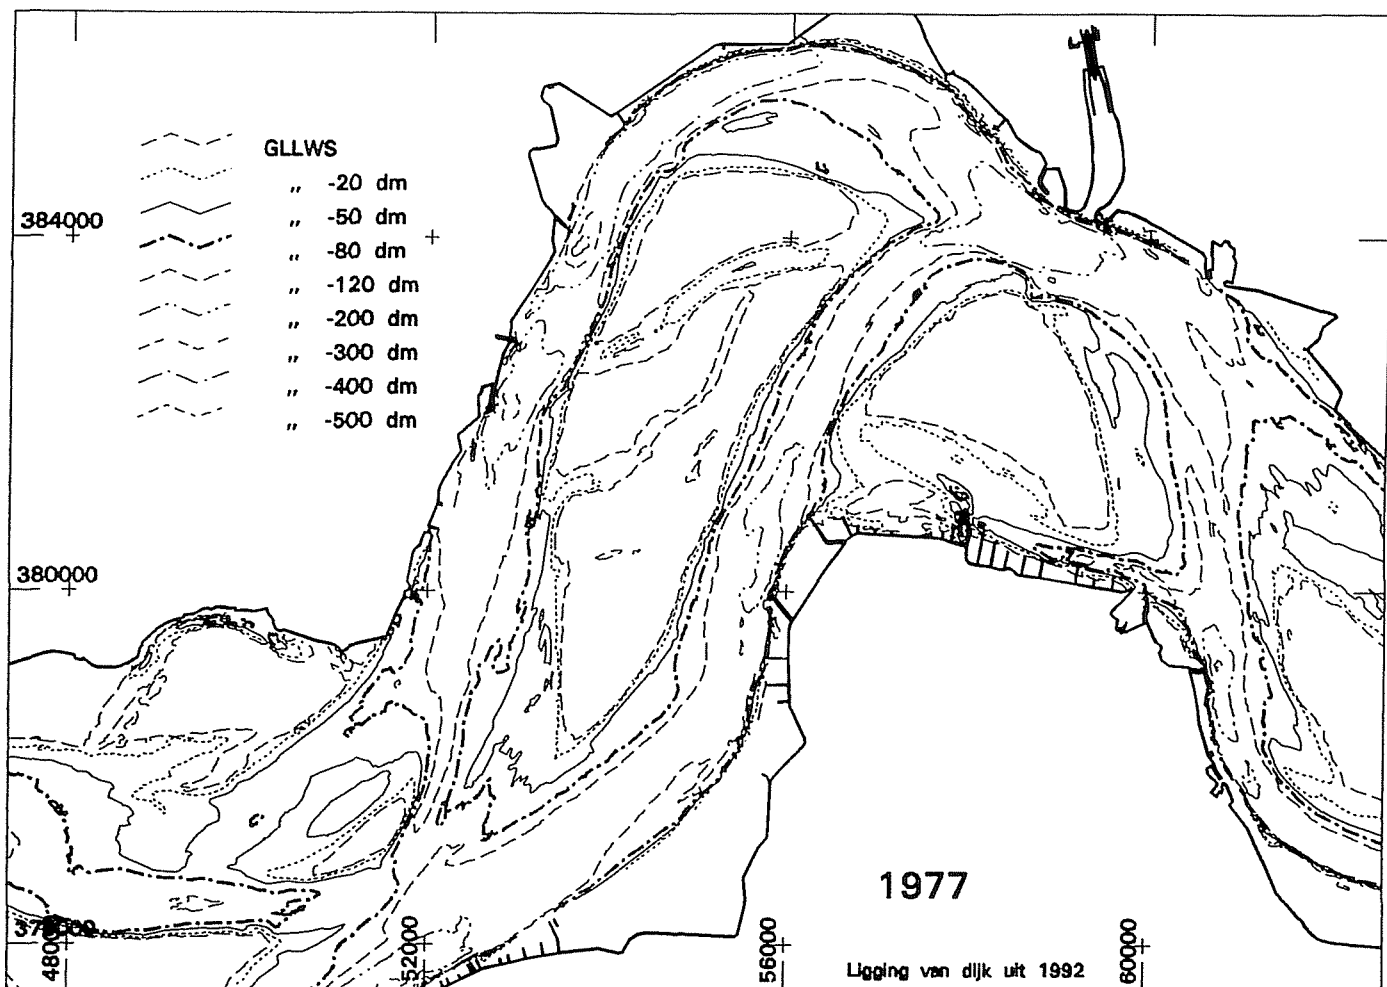 GLLWS
„ -20 dm
„ -50 dm
384000
„ -80 dm
„ -120 dm
„ -200 dm
„ -300 dm
„ -400 dm
„ -500 dm
380000
1977
52000
56000
60000
Ligging van dijk uit 1992